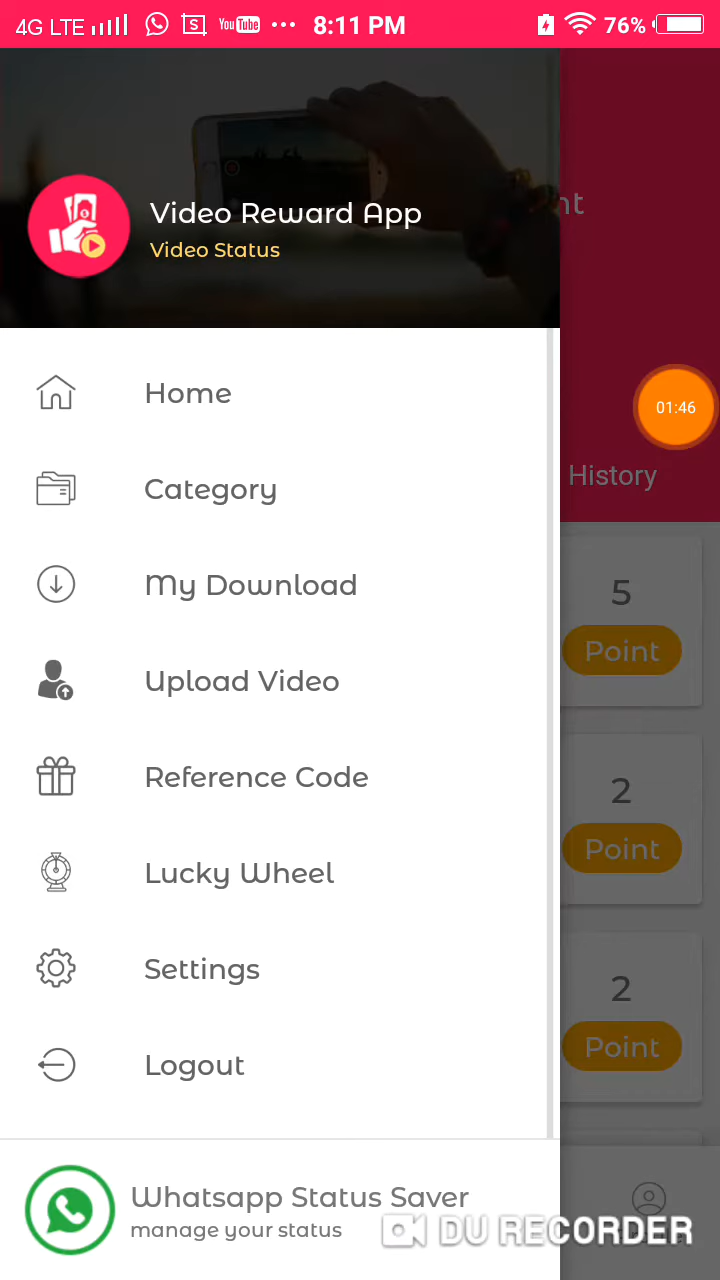 4G LTE S You Tube ... 8:11 PM 76%
Video Reward App
Video Status
nt
Home
01:46
History
Category
5
My Download
Point
Upload Video
Reference Code
2
Point
Lucky Wheel
Settings
2
Point
Logout
Whatsapp Status Saver
manage your status
DU RECORDER